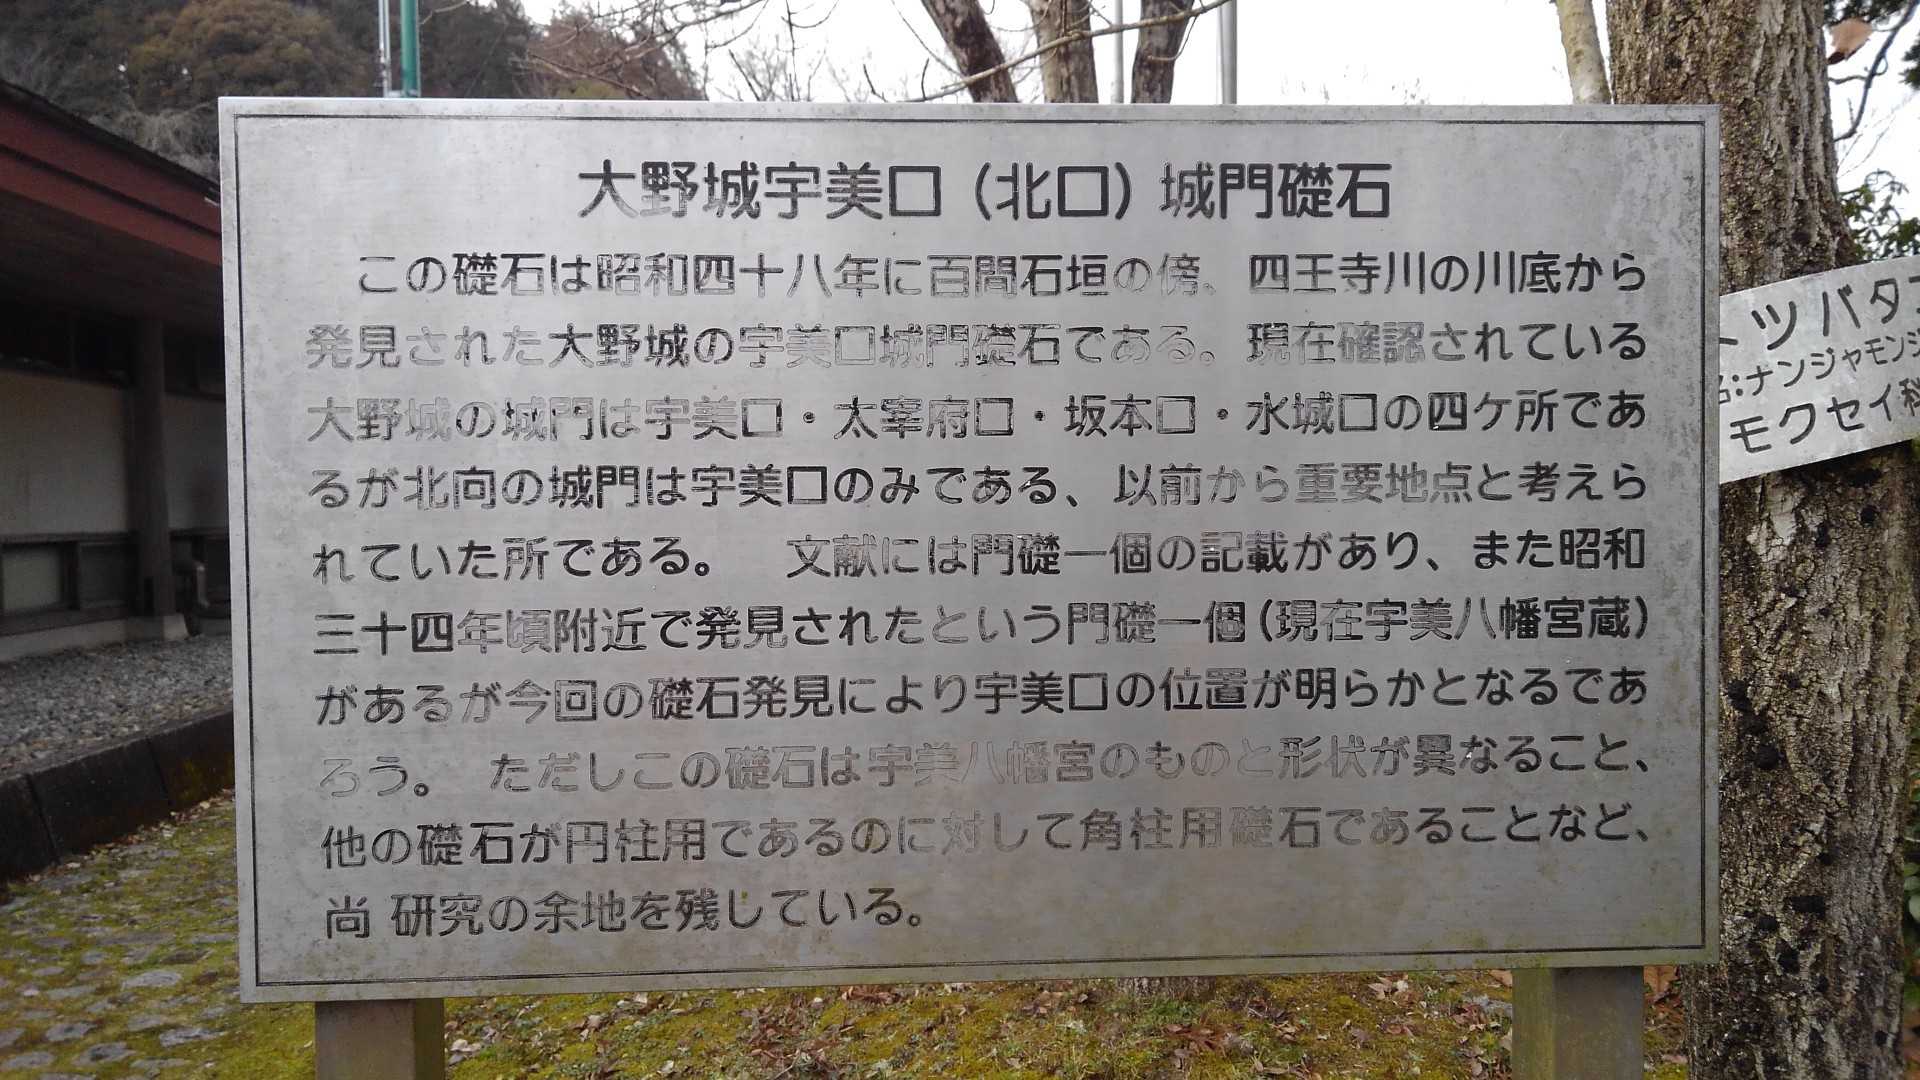 大野城宇美口(北口)城門礎石
この礎石は昭和四十八年に百間石垣の傍、四王寺川の川底から
発見された大野城の宇美口城門礎石である。現在確認されている
大野城の城門は宇美口・太宰府口・坂本口・水城口の四ケ所であ
るが北向の城門は宇美口のみである、以前から重要地点と考えら
れていた所である。 文献には門礎一個の記載があり、また昭和
三十四年頃附近で発見されたという門礎一個(現在宇美八幡宮蔵)
があるが今回の礎石発見により宇美口の位置が明らかとなるであ
ろう。 ただしこの礎石は宇美八幡宮のものと形状が異なること、
他の礎石が円柱用であるのに対して角柱用礎石であることなど、
尚 研究の余地を残している。
トツバタ
名:ナンジャモンジ
モクセイ科